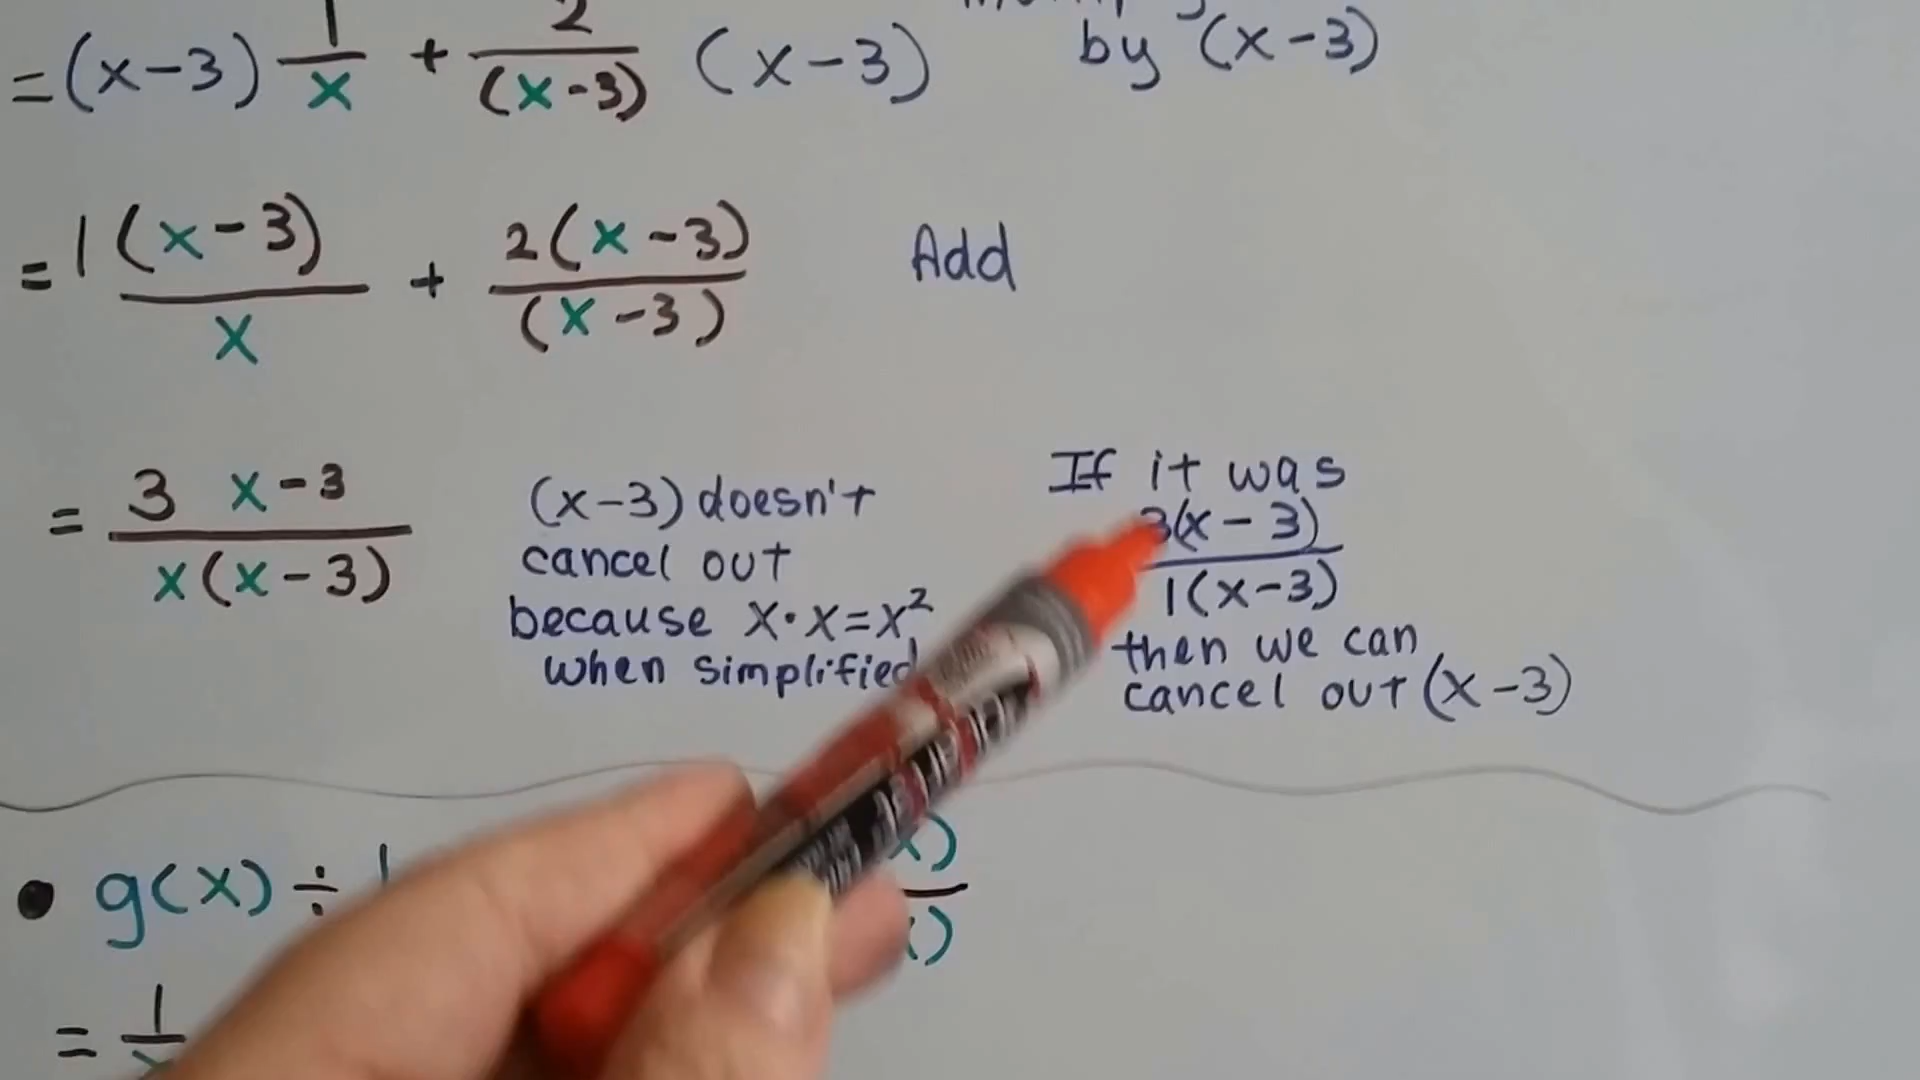 = (x-3) 1/x + 2/(x-3) (x-3)
by (x-3)
= 1(x-3)/x + 2(x-3)/(x-3) Add
= 3 x-3/x(x-3)
(x-3) doesn't
cancel out
because x·x=x²
when simplified
If it was
3(x-3)
1(x-3)
then we can
cancel out (x-3)
• g(x) ÷
= 1